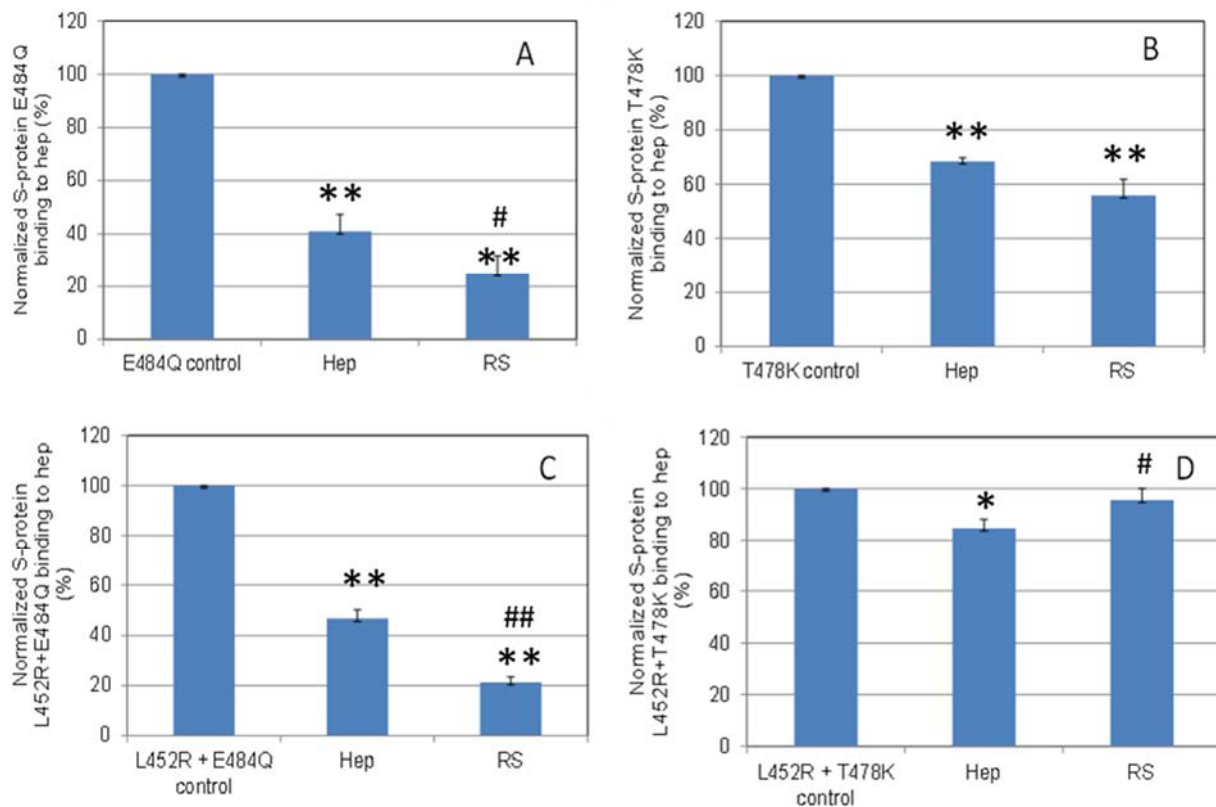 A
Normalized S-protein E484Q
binding to hep (%)
120
100
80
60
40
20
0
**
#
**
E484Q control Hep RS
B
Normalized S-protein T478K
binding to hep (%)
120
100
80
60
40
20
0
**
**
T478K control Hep RS
C
Normalized S-protein
L452R+E484Q binding to hep
(%)
120
100
80
60
40
20
0
**
##
**
L452R + E484Q
control
Hep RS
D
Normalized S-protein
L452R+T478K binding to hep
(%)
120
100
80
60
40
20
0
*
#
L452R + T478K
control
Hep RS